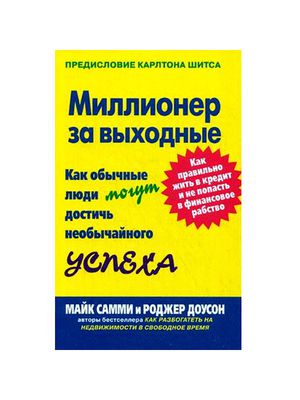 ПРЕДИСЛОВИЕ КАРЛТОНА ШИТСА
Миллионер
за выходные
Как обычные
люди могут
достичь
необычайного
УСПЕХА
Как
правильно
жить в кредит
и не попасть
в финансовое
рабство
МАЙК САММИ и РОДЖЕР ДОУСОН
авторы бестселлера КАК РАЗБОГАТЕТЬ НА
НЕДВИЖИМОСТИ В СВОБОДНОЕ ВРЕМЯ